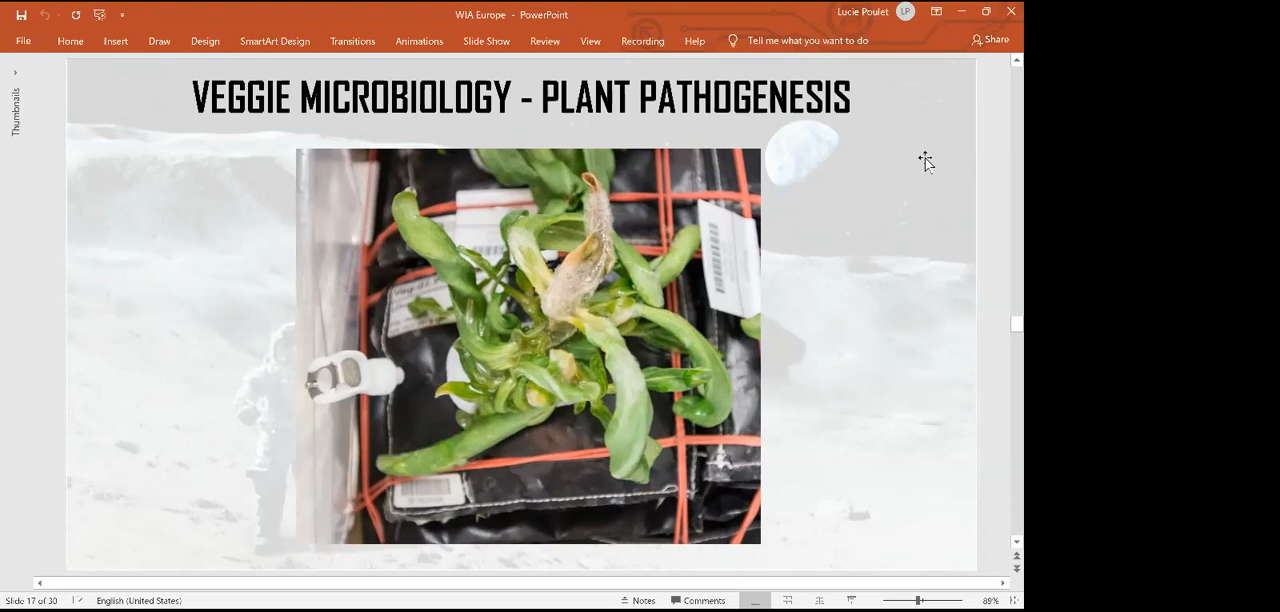 WIA Europe - PowerPoint
Lucie Poulet
LP
File Home Insert Draw Design SmartArt Design Transitions Animations Slide Show Review View Recording Help Tell me what you want to do Share
Thumbnails
VEGGIE MICROBIOLOGY - PLANT PATHOGENESIS
Slide 17 of 30 English (United States) Notes Comments 89%